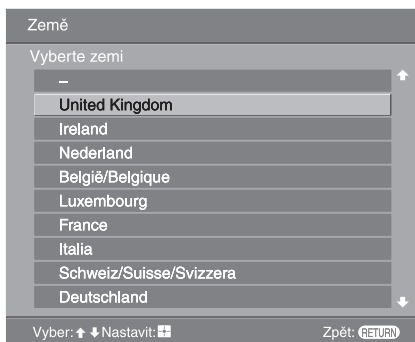 Země
Vyberte zemi
–
United Kingdom
Ireland
Nederland
België/Belgique
Luxembourg
France
Italia
Schweiz/Suisse/Svizzera
Deutschland
Vyber: Nastavit: Zpět: RETURN